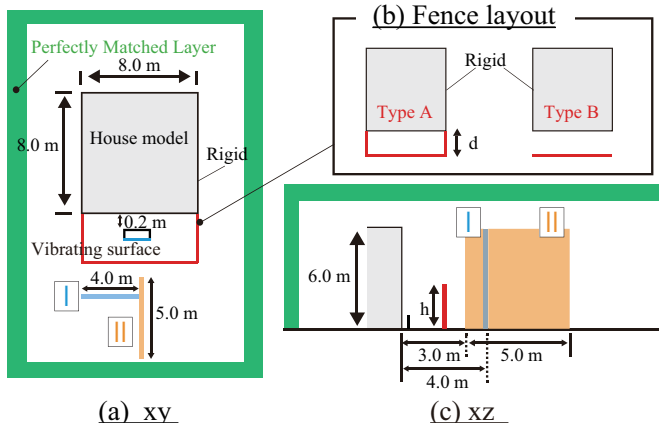 Perfectly Matched Layer
8.0 m
8.0 m
House model
Rigid
0.2 m
Vibrating surface
I
4.0 m
II
5.0 m
(a) xy
(b) Fence layout
Rigid
Type A
Type B
d
I
II
6.0 m
h
3.0 m
5.0 m
4.0 m
(c) xz